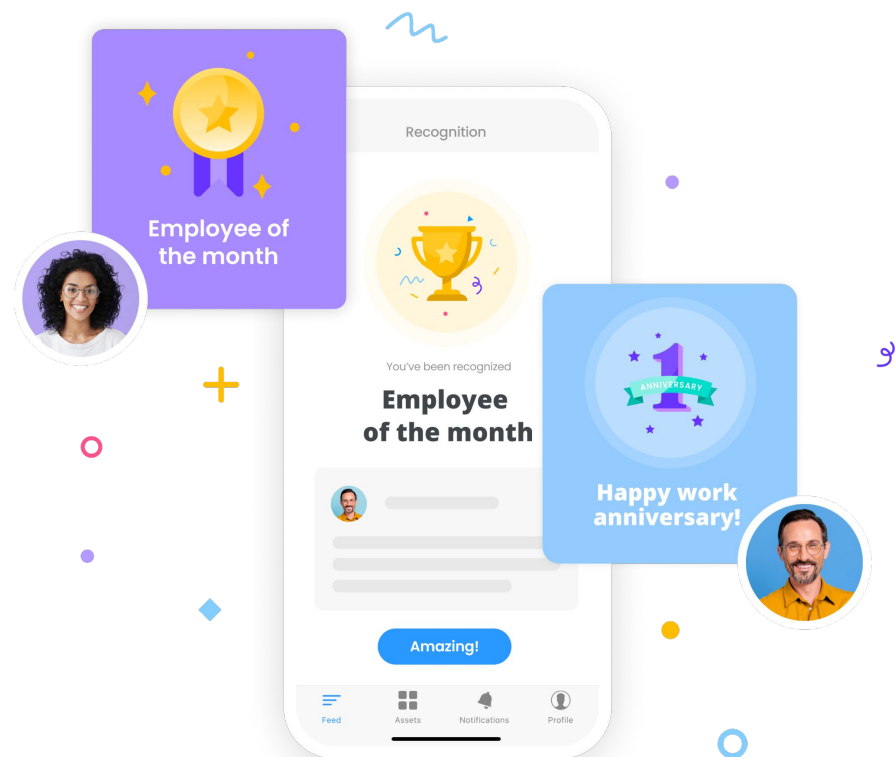 Recognition
Employee of
the month
You've been recognized
Employee
of the month
1
ANNIVERSARY
Happy work
anniversary!
Amazing!
Feed
Assets
Notifications
Profile